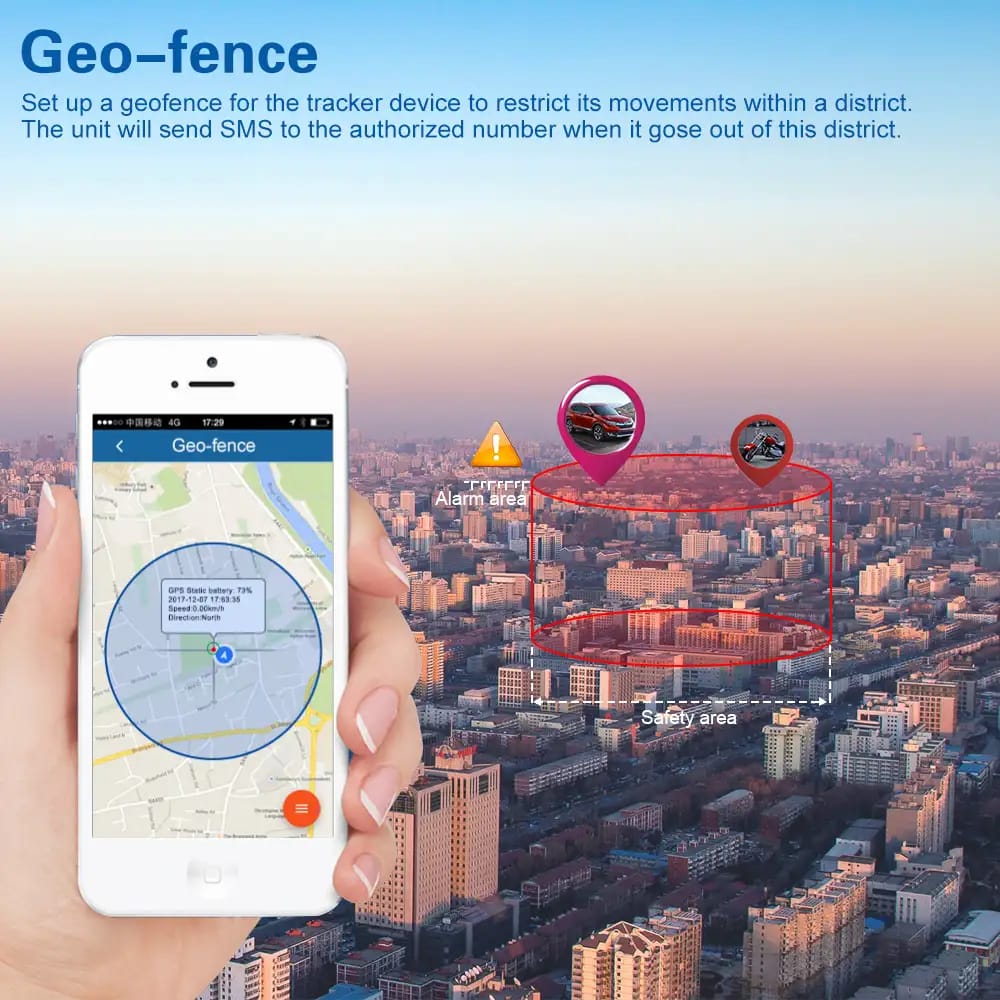 Geo-fence
Set up a geofence for the tracker device to restrict its movements within a district.
The unit will send SMS to the authorized number when it gose out of this district.
中国移动 4G 17:29
Geo-fence
GPS Static battery: 73%
2017-12-07 17:63:35
Speed:0.00km/h
Direction:North
Alarm area
Safety area